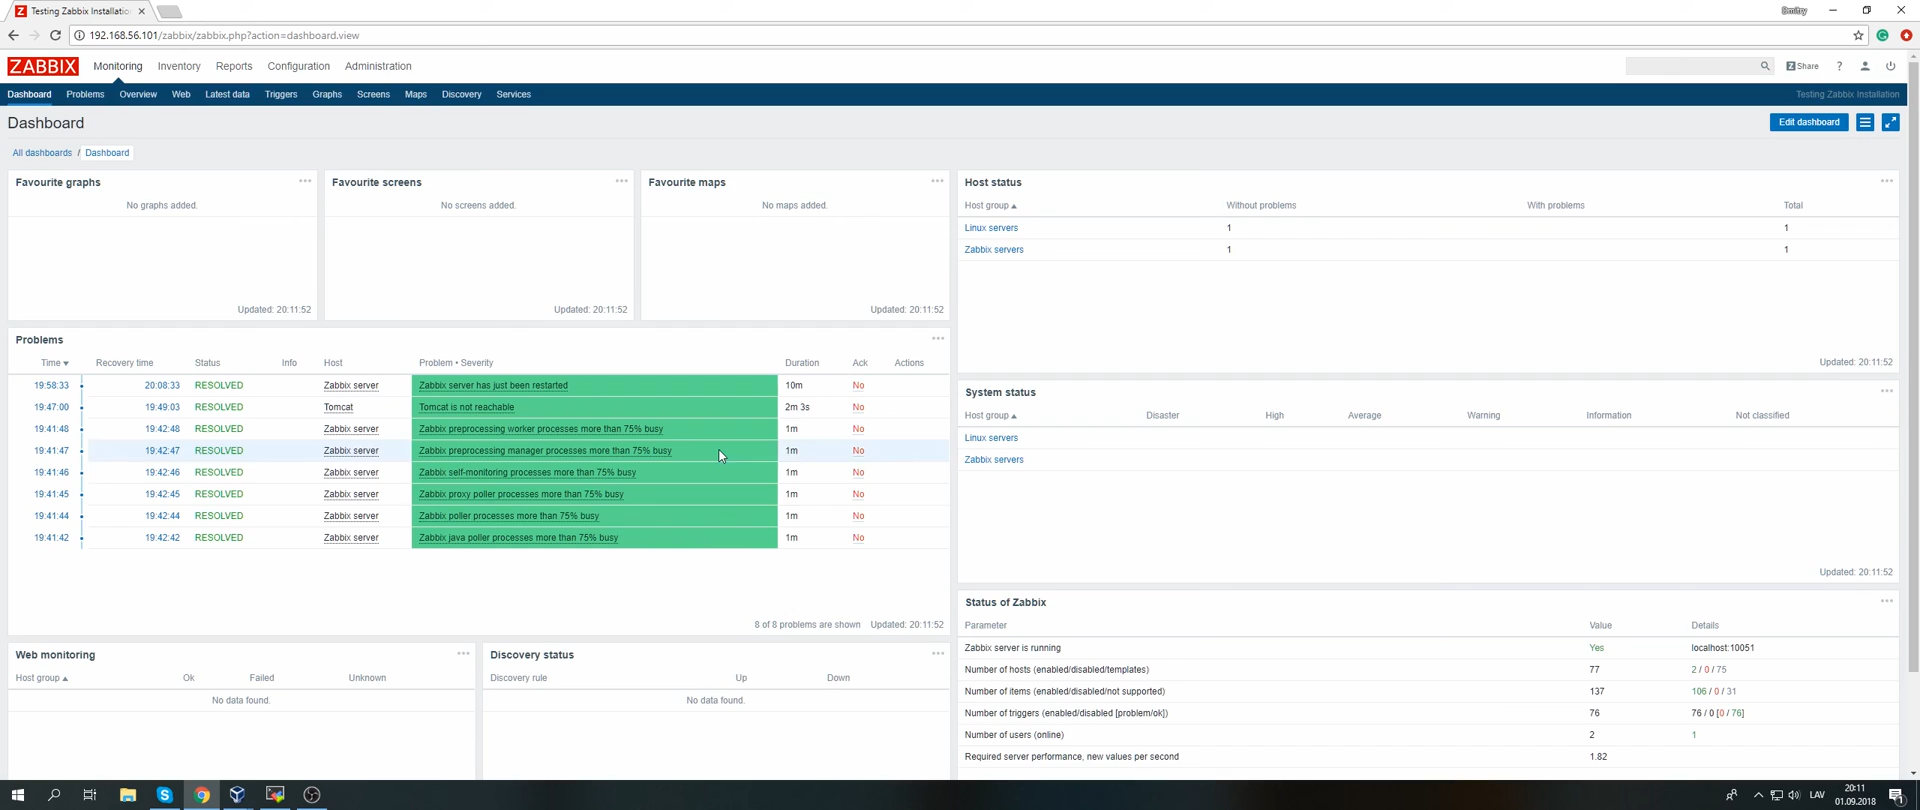 Testing Zabbix Installatio
Dmitry
192.168.56.101/zabbix/zabbix.php?action=dashboard.view
ZABBIX Monitoring Inventory Reports Configuration Administration
Z Share ?
Dashboard Problems Overview Web Latest data Triggers Graphs Screens Maps Discovery Services
Testing Zabbix Installation
Dashboard
Edit dashboard
All dashboards / Dashboard
Favourite graphs
No graphs added.
Updated: 20:11:52
Favourite screens
No screens added.
Updated: 20:11:52
Favourite maps
No maps added.
Updated: 20:11:52
Host status
Host group Without problems With problems Total
Linux servers 1 1
Zabbix servers 1 1
Updated: 20:11:52
Problems
Time Recovery time Status Info Host Problem • Severity Duration Ack Actions
19:58:33 20:08:33 RESOLVED Zabbix server Zabbix server has just been restarted 10m No
19:47:00 19:49:03 RESOLVED Tomcat Tomcat is not reachable 2m 3s No
19:41:48 19:42:48 RESOLVED Zabbix server Zabbix preprocessing worker processes more than 75% busy 1m No
19:41:47 19:42:47 RESOLVED Zabbix server Zabbix preprocessing manager processes more than 75% busy 1m No
19:41:46 19:42:46 RESOLVED Zabbix server Zabbix self-monitoring processes more than 75% busy 1m No
19:41:45 19:42:45 RESOLVED Zabbix server Zabbix proxy poller processes more than 75% busy 1m No
19:41:44 19:42:44 RESOLVED Zabbix server Zabbix poller processes more than 75% busy 1m No
19:41:42 19:42:42 RESOLVED Zabbix server Zabbix java poller processes more than 75% busy 1m No
8 of 8 problems are shown Updated: 20:11:52
System status
Host group Disaster High Average Warning Information Not classified
Linux servers
Zabbix servers
Updated: 20:11:52
Status of Zabbix
Parameter Value Details
Zabbix server is running Yes localhost:10051
Number of hosts (enabled/disabled/templates) 77 2 / 0 / 75
Number of items (enabled/disabled/not supported) 137 106 / 0 / 31
Number of triggers (enabled/disabled [problem/ok]) 76 76 / 0 [0 / 76]
Number of users (online) 2 1
Required server performance, new values per second 1.82
Web monitoring
Host group Ok Failed Unknown
No data found.
Discovery status
Discovery rule Up Down
No data found.
LAV
20:11
01.09.2018
1